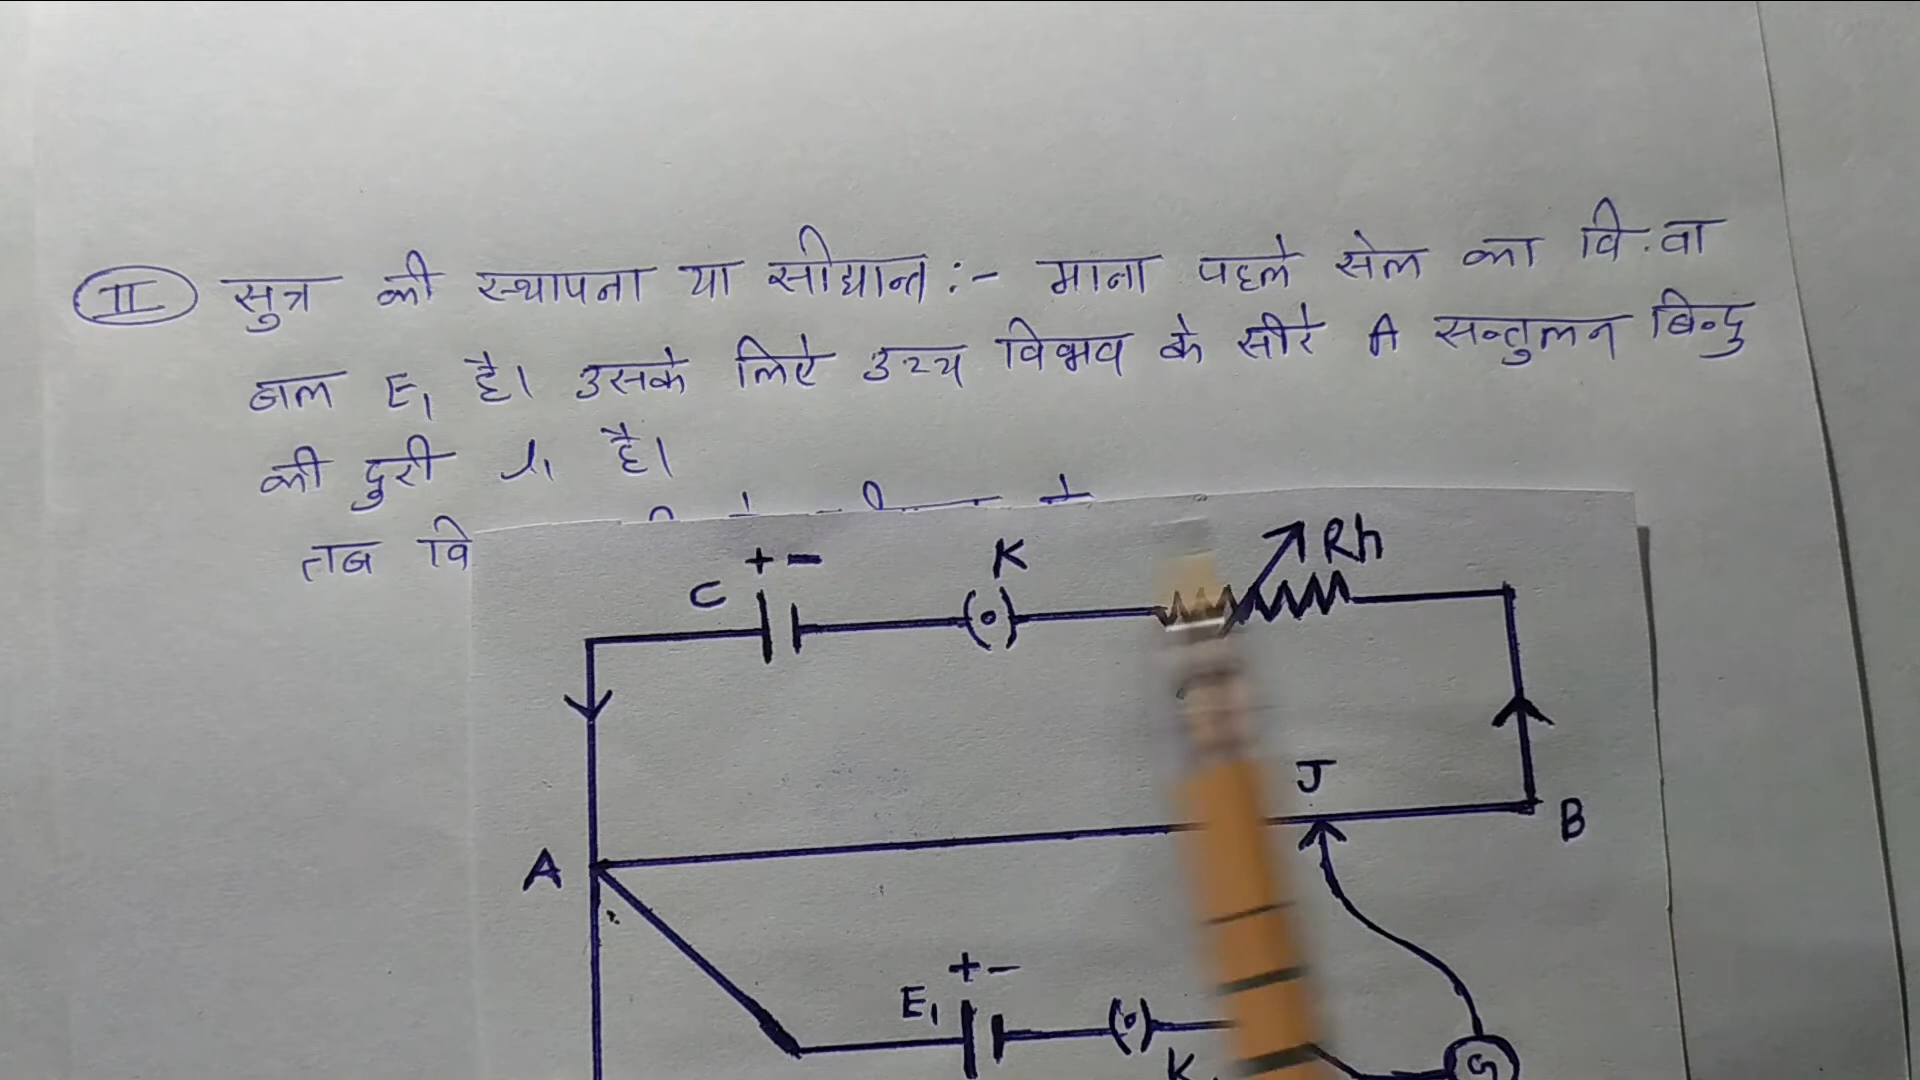 II सुत्र की स्थापना या सीद्यान्त :- माना पहले सेल का वि.वा
बल E₁ है। उसके लिऐ उच्य विभव के सीरे A सन्तुलन बिन्दु
की दुरी l₁ है।
तब वि
+ -
C
K
Rh
J
A
B
+ -
E₁
K
G